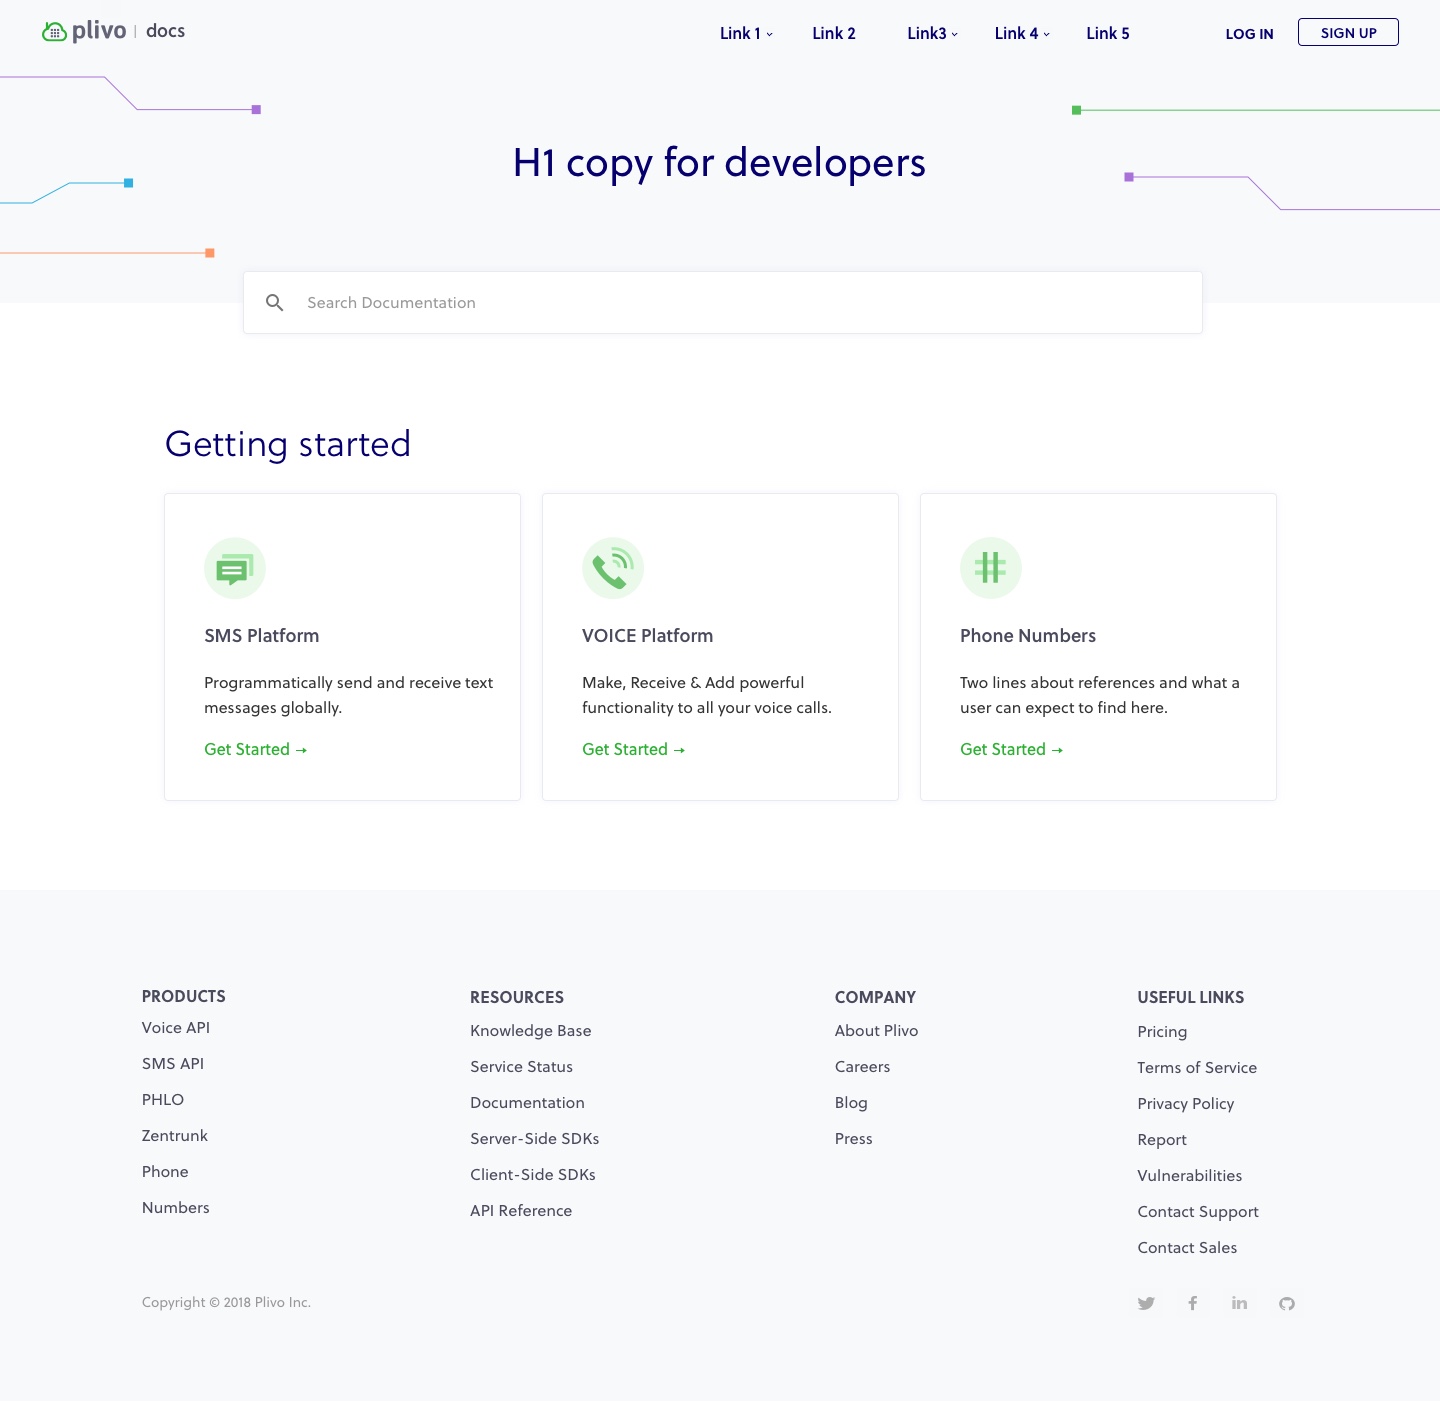 plivo | docs
Link 1 Link 2 Link3 Link 4 Link 5 LOG IN SIGN UP
H1 copy for developers
Search Documentation
Getting started
SMS Platform
Programmatically send and receive text
messages globally.
Get Started →
VOICE Platform
Make, Receive & Add powerful
functionality to all your voice calls.
Get Started →
Phone Numbers
Two lines about references and what a
user can expect to find here.
Get Started →
PRODUCTS
Voice API
SMS API
PHLO
Zentrunk
Phone
Numbers
RESOURCES
Knowledge Base
Service Status
Documentation
Server-Side SDKs
Client-Side SDKs
API Reference
COMPANY
About Plivo
Careers
Blog
Press
USEFUL LINKS
Pricing
Terms of Service
Privacy Policy
Report
Vulnerabilities
Contact Support
Contact Sales
Copyright © 2018 Plivo Inc.